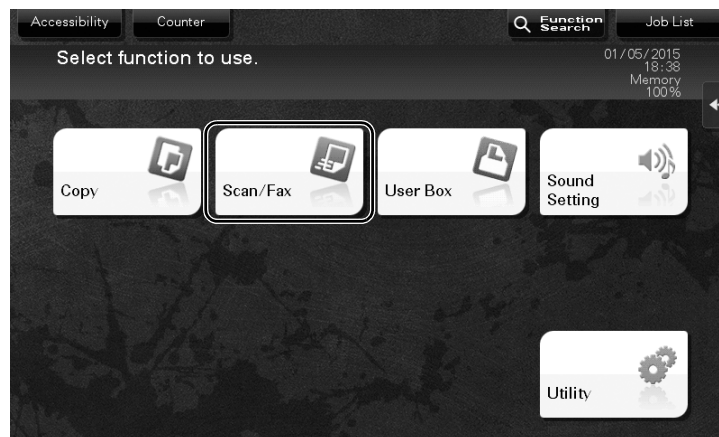 Accessibility
Counter
Function
Search
Job List
Select function to use.
01/05/2015
18:38
Memory
100%
Copy
Scan/Fax
User Box
Sound
Setting
Utility